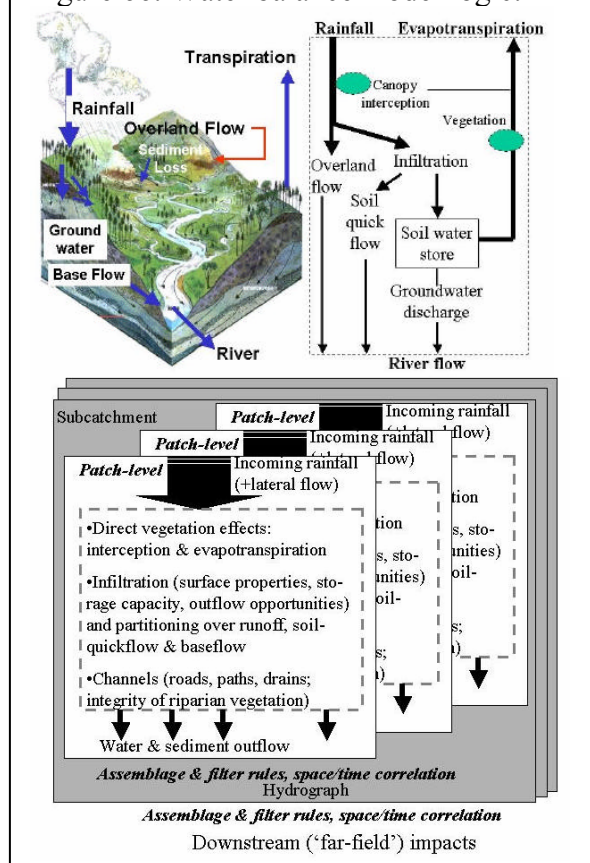 Rainfall Evapotranspiration
Transpiration
Rainfall
Overland Flow
Sediment
Loss
Ground
water
Base Flow
River
Canopy
interception
Vegetation
Overland
flow
Infiltration
Soil
quick
flow
Soil water
store
Groundwater
discharge
River flow
Subcatchment
Patch-level
Incoming rainfall
Patch-level
Incoming rainfall
Patch-level
Incoming rainfall
(+lateral flow)
•Direct vegetation effects:
interception & evapotranspiration
•Infiltration (surface properties, sto-
rage capacity, outflow opportunities)
and partitioning over runoff, soil-
quickflow & baseflow
•Channels (roads, paths, drains;
integrity of riparian vegetation)
Water & sediment outflow
Assemblage & filter rules, space/time correlation
Hydrograph
Assemblage & filter rules, space/time correlation
Downstream (‘far-field’) impacts